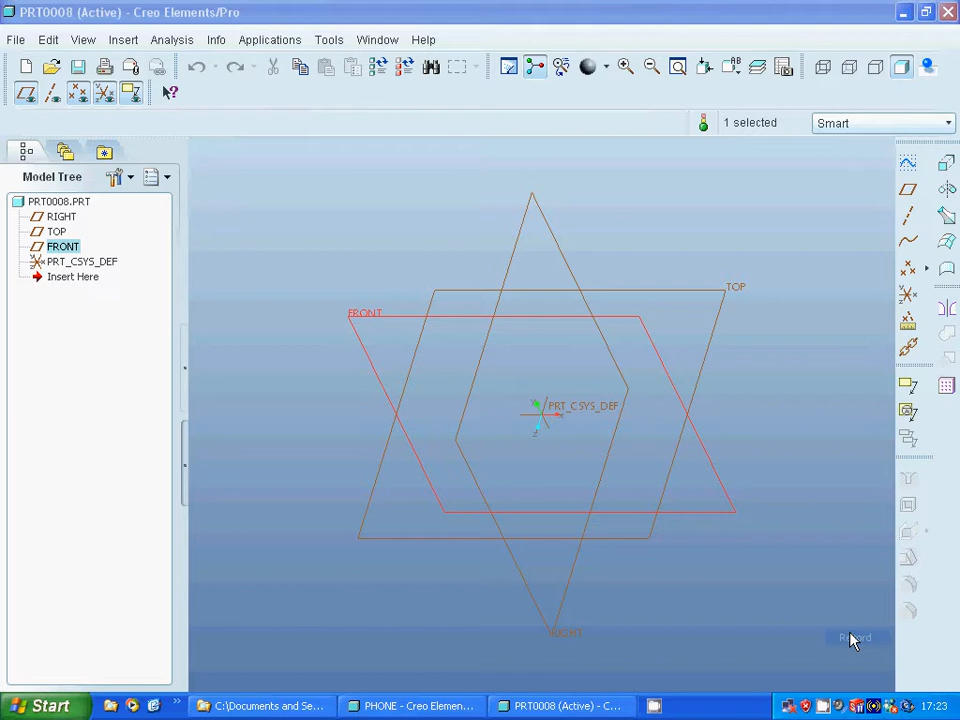 PRT0008 (Active) - Creo Elements/Pro
File Edit View Insert Analysis Info Applications Tools Window Help
1 selected
Smart
Model Tree
PRT0008.PRT
RIGHT
TOP
FRONT
PRT_CSYS_DEF
Insert Here
TOP
FRONT
Y
PRT_CSYS_DEF
X
Z
RIGHT
Record
Start
C:\Documents and Se...
PHONE - Creo Elemen...
PRT0008 (Active) - C...
17:23